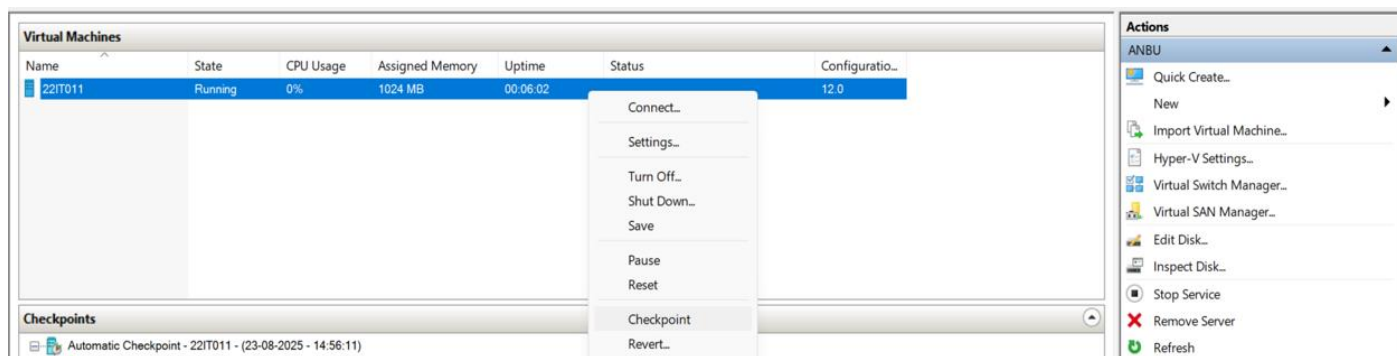 Virtual Machines
Name State CPU Usage Assigned Memory Uptime Status Configuratio...
22IT011 Running 0% 1024 MB 00:06:02 12.0
Connect...
Settings...
Turn Off...
Shut Down...
Save
Pause
Reset
Checkpoint
Revert...
Checkpoints
Automatic Checkpoint - 22IT011 - (23-08-2025 - 14:56:11)
Actions
ANBU
Quick Create...
New
Import Virtual Machine...
Hyper-V Settings...
Virtual Switch Manager...
Virtual SAN Manager...
Edit Disk...
Inspect Disk...
Stop Service
Remove Server
Refresh